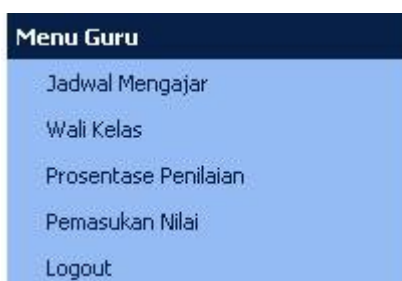 Menu Guru
Jadwal Mengajar
Wali Kelas
Prosentase Penilaian
Pemasukan Nilai
Logout